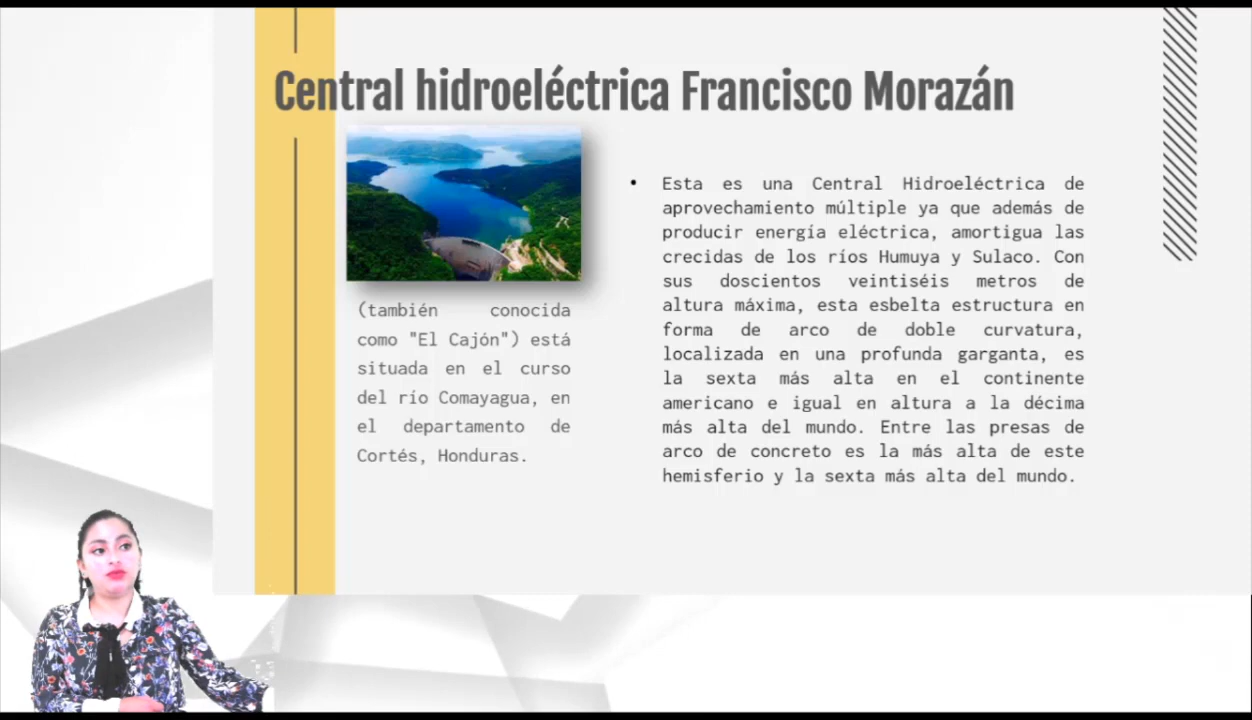 Central hidroeléctrica Francisco Morazán
(también conocida
como "El Cajón") está
situada en el curso
del río Comayagua, en
el departamento de
Cortés, Honduras.
• Esta es una Central Hidroeléctrica de
aprovechamiento múltiple ya que además de
producir energía eléctrica, amortigua las
crecidas de los ríos Humuya y Sulaco. Con
sus doscientos veintiséis metros de
altura máxima, esta esbelta estructura en
forma de arco de doble curvatura,
localizada en una profunda garganta, es
la sexta más alta en el continente
americano e igual en altura a la décima
más alta del mundo. Entre las presas de
arco de concreto es la más alta de este
hemisferio y la sexta más alta del mundo.